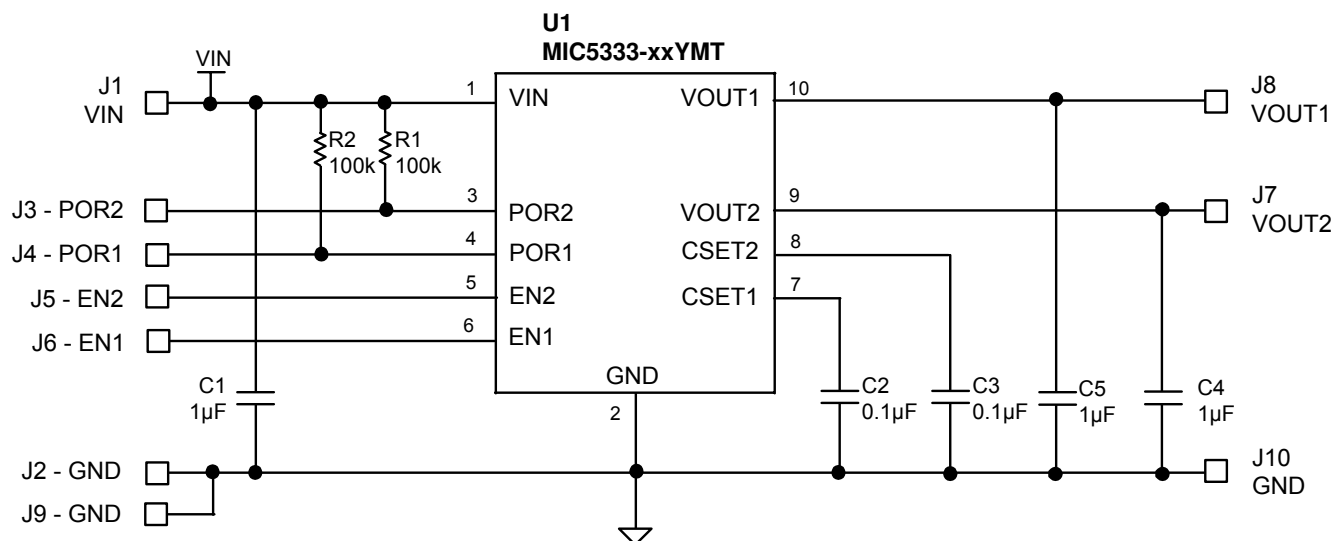 U1
MIC5333-xxYMT
VIN
J1
VIN
1
VIN
VOUT1
10
J8
VOUT1
R2
100k
R1
100k
J3 - POR2
3
POR2
VOUT2
9
J7
VOUT2
J4 - POR1
4
POR1
CSET2
8
J5 - EN2
5
EN2
CSET1
7
J6 - EN1
6
EN1
GND
2
C1
1µF
C2
0.1µF
C3
0.1µF
C5
1µF
C4
1µF
J2 - GND
J10
GND
J9 - GND